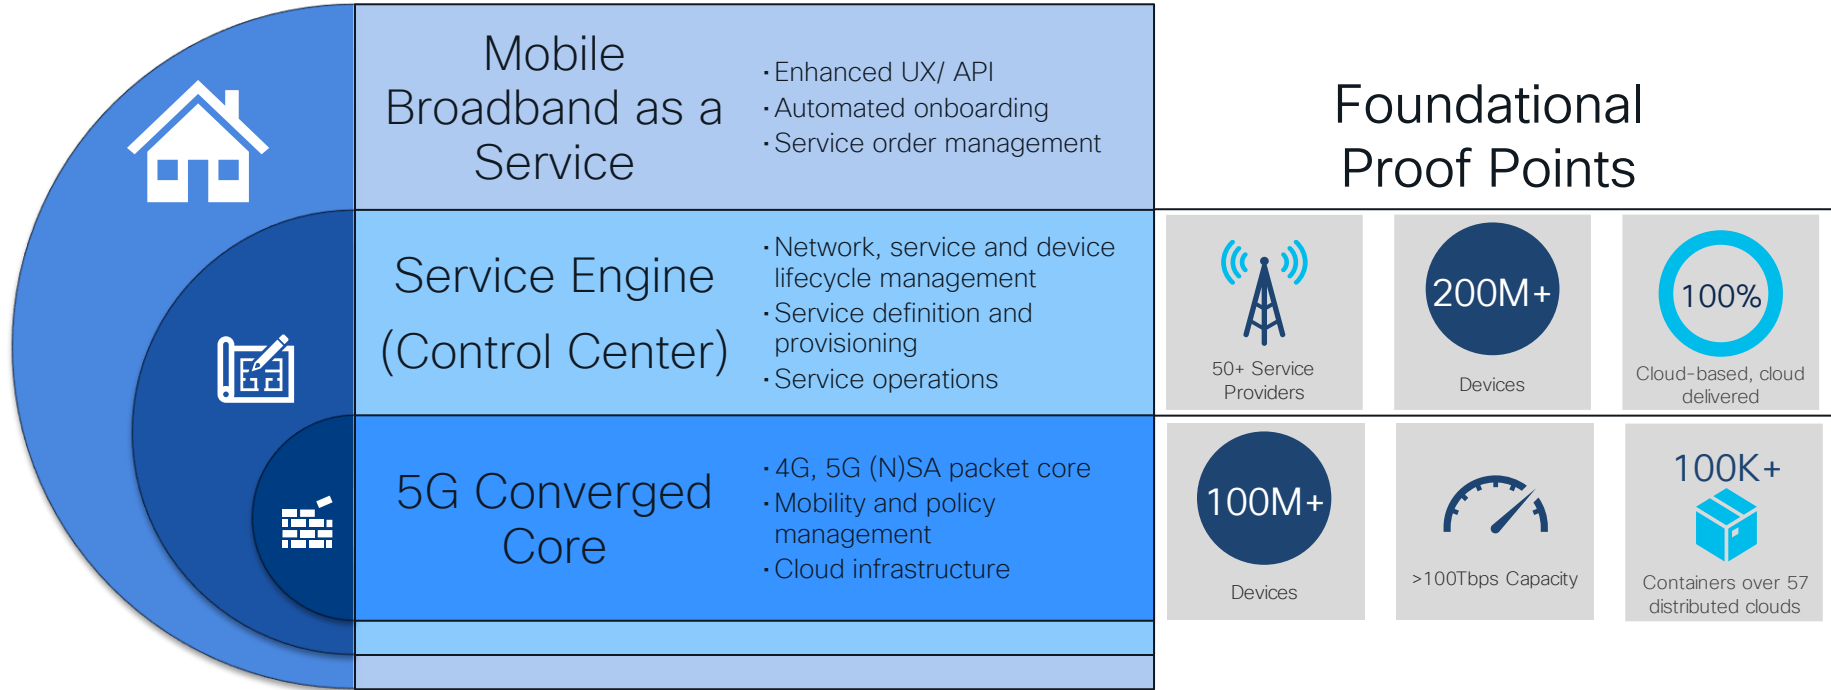 Mobile
Broadband as a
Service
· Enhanced UX/ API
· Automated onboarding
· Service order management
Foundational
Proof Points
Service Engine
(Control Center)
· Network, service and device
lifecycle management
· Service definition and
provisioning
· Service operations
50+ Service
Providers
200M+
Devices
100%
Cloud-based, cloud
delivered
5G Converged
Core
· 4G, 5G (N)SA packet core
· Mobility and policy
management
· Cloud infrastructure
100M+
Devices
>100Tbps Capacity
100K+
Containers over 57
distributed clouds